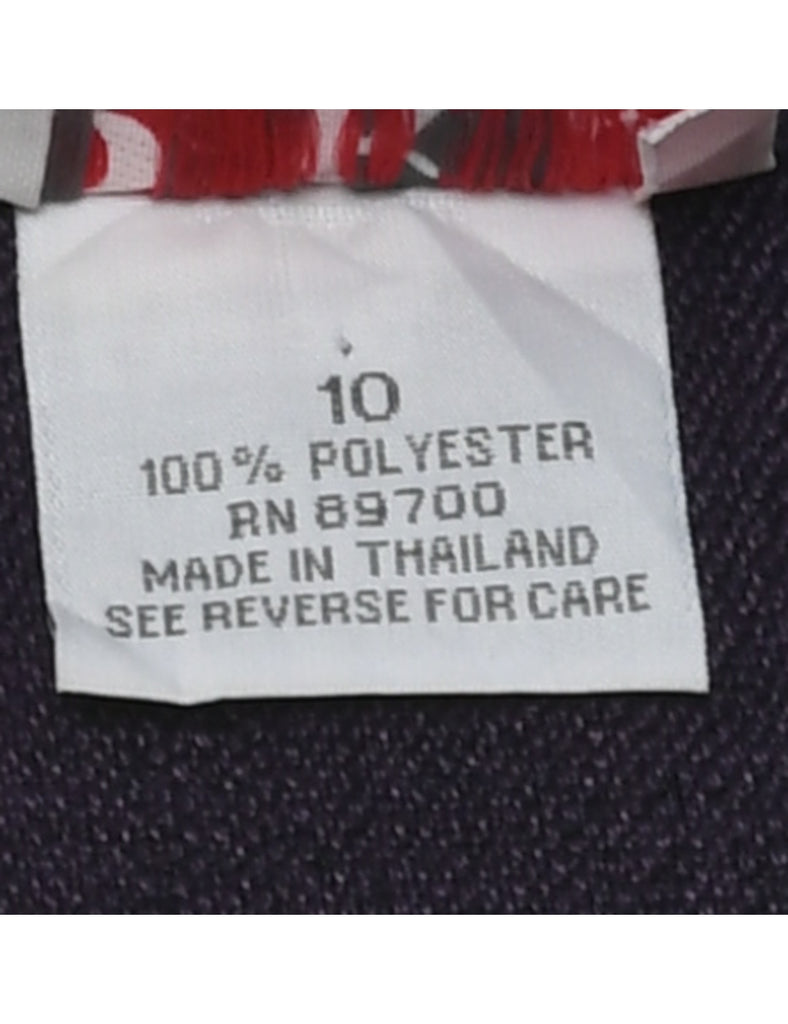 10
100% POLYESTER
RN 89700
MADE IN THAILAND
SEE REVERSE FOR CARE